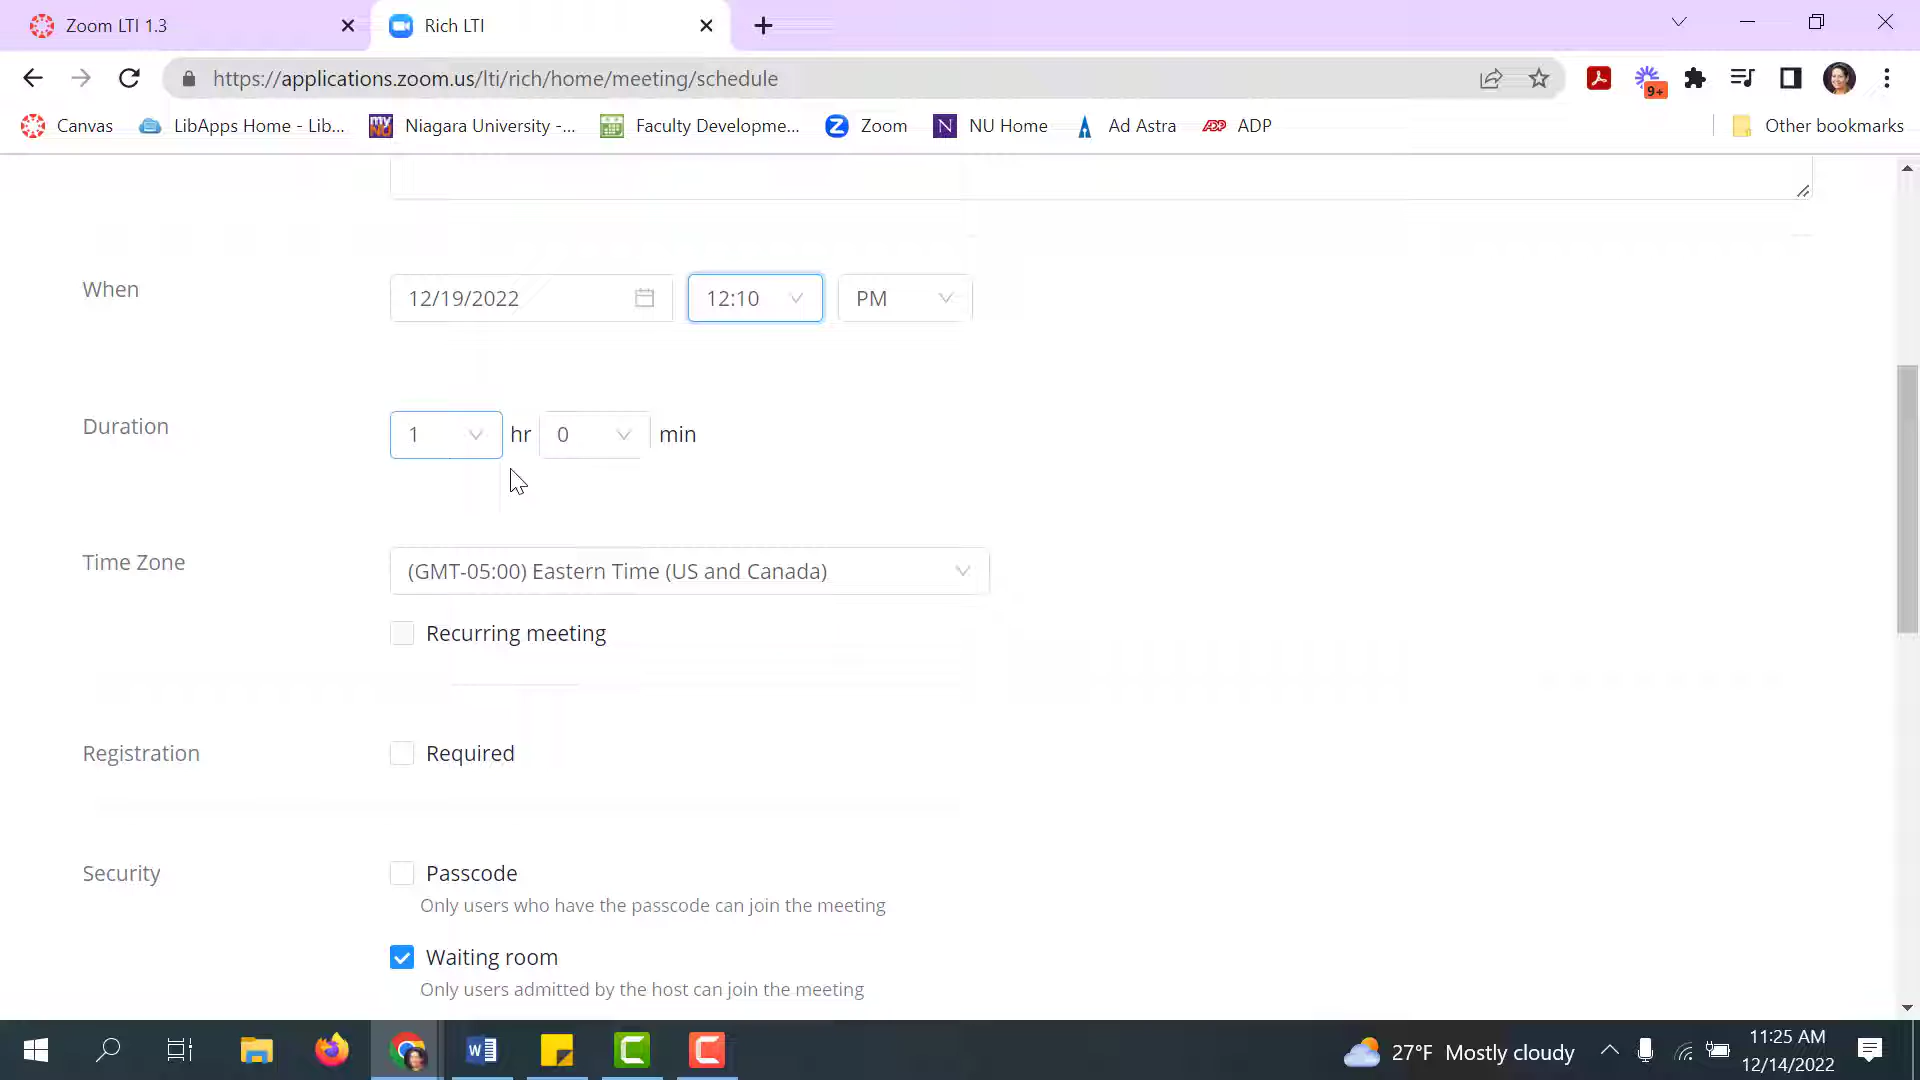 Zoom LTI 1.3
Rich LTI
https://applications.zoom.us/lti/rich/home/meeting/schedule
9+
Canvas
LibApps Home - Lib...
Niagara University -...
Faculty Developme...
Zoom
NU Home
Ad Astra
ADP
Other bookmarks
When
12/19/2022
12:10
PM
Duration
1
hr
0
min
Time Zone
(GMT-05:00) Eastern Time (US and Canada)
Recurring meeting
Registration
Required
Security
Passcode
Only users who have the passcode can join the meeting
Waiting room
Only users admitted by the host can join the meeting
27°F Mostly cloudy
11:25 AM
12/14/2022